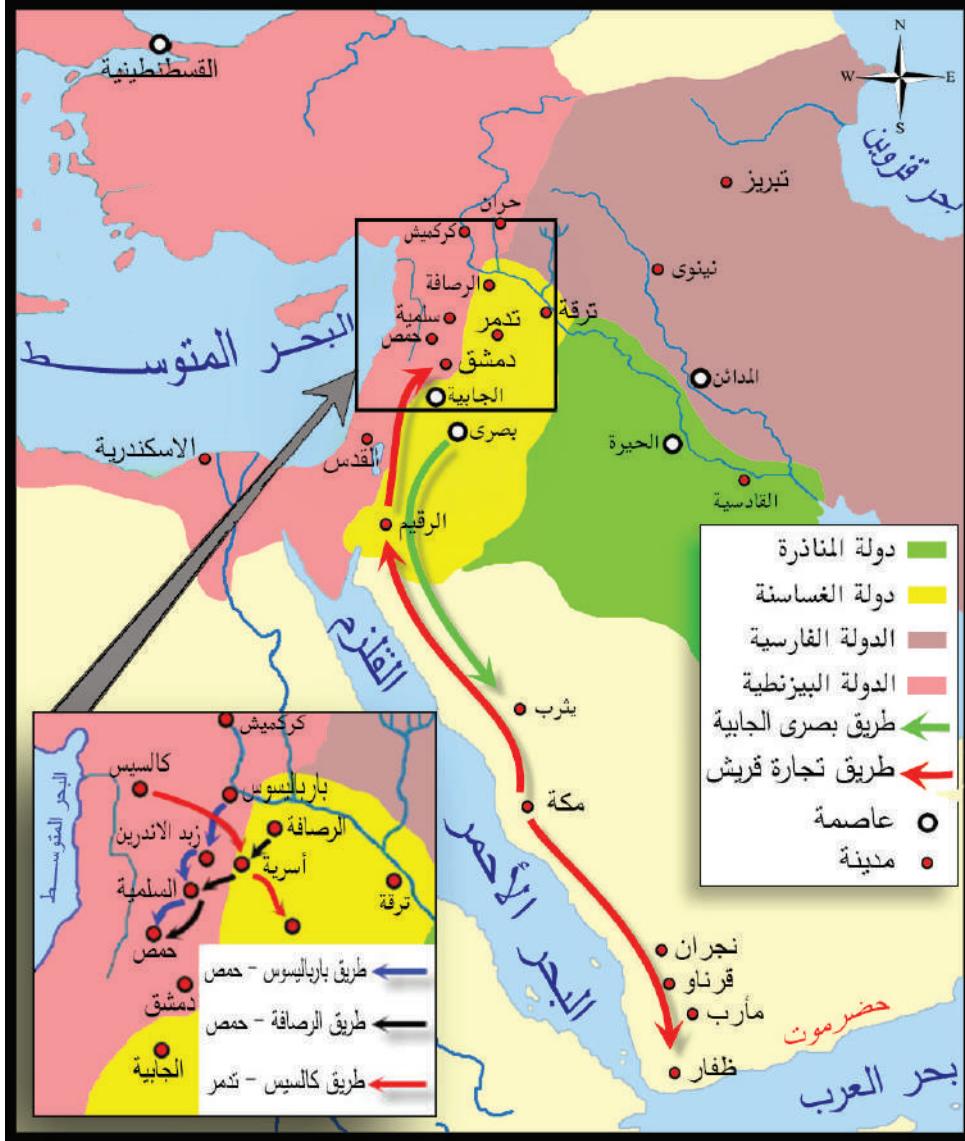 N
W E
S
القسطنطينية
بحر قزوين
تبريز
حران
كركميش
نينوى
الرصافة
ترقة
سلمية
تدمر
حمص
البحر المتوسط
دمشق
المدائن
الجابية
بصرى
الحيرة
القدس
الاسكندرية
القادسية
الرقيم
القلزم
يثرب
مكة
البحر الأحمر
نجران
قرناو
مأرب
حضرموت
ظفار
بحر العرب
دولة المناذرة
دولة الغساسنة
الدولة الفارسية
الدولة البيزنطية
طريق بصرى الجابية
طريق تجارة قريش
عاصمة
مدينة
كركميش
كالسيس
بارباليسوس
البحر المتوسط
الرصافة
زبد الاندرين
أسرية
السلمية
ترقة
حمص
دمشق
الجابية
طريق بارباليسوس - حمص
طريق الرصافة - حمص
طريق كالسيس - تدمر